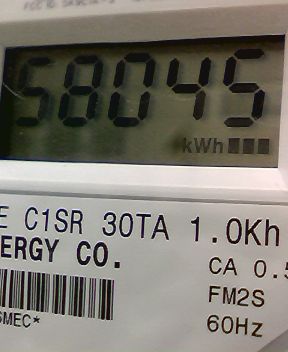 58045
kWh
E C1SR 30TA 1.0Kh
ERGY CO.
CA 0.5
FM2S
60Hz
SMEC*